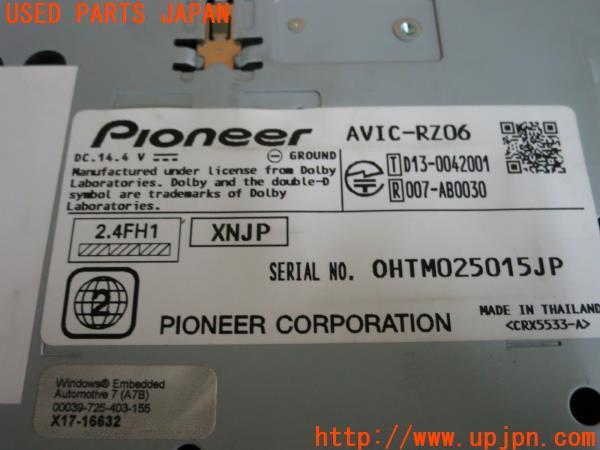 USED PARTS JAPAN
Pioneer
AVIC-RZ06
DC.14.4 V
GROUND
Manufactured under license from Dolby
Laboratories. Dolby and the double-D
symbol are trademarks of Dolby
Laboratories.
T D13-0042001
R 007-AB0030
2.4FH1
XNJP
SERIAL NO. OHTM025015JP
2
PIONEER CORPORATION
MADE IN THAILAND
<CRX5533-A>
Windows® Embedded
Automotive 7 (A7B)
00039-725-403-155
X17-16632
UPJ
http://www.upjpn.com